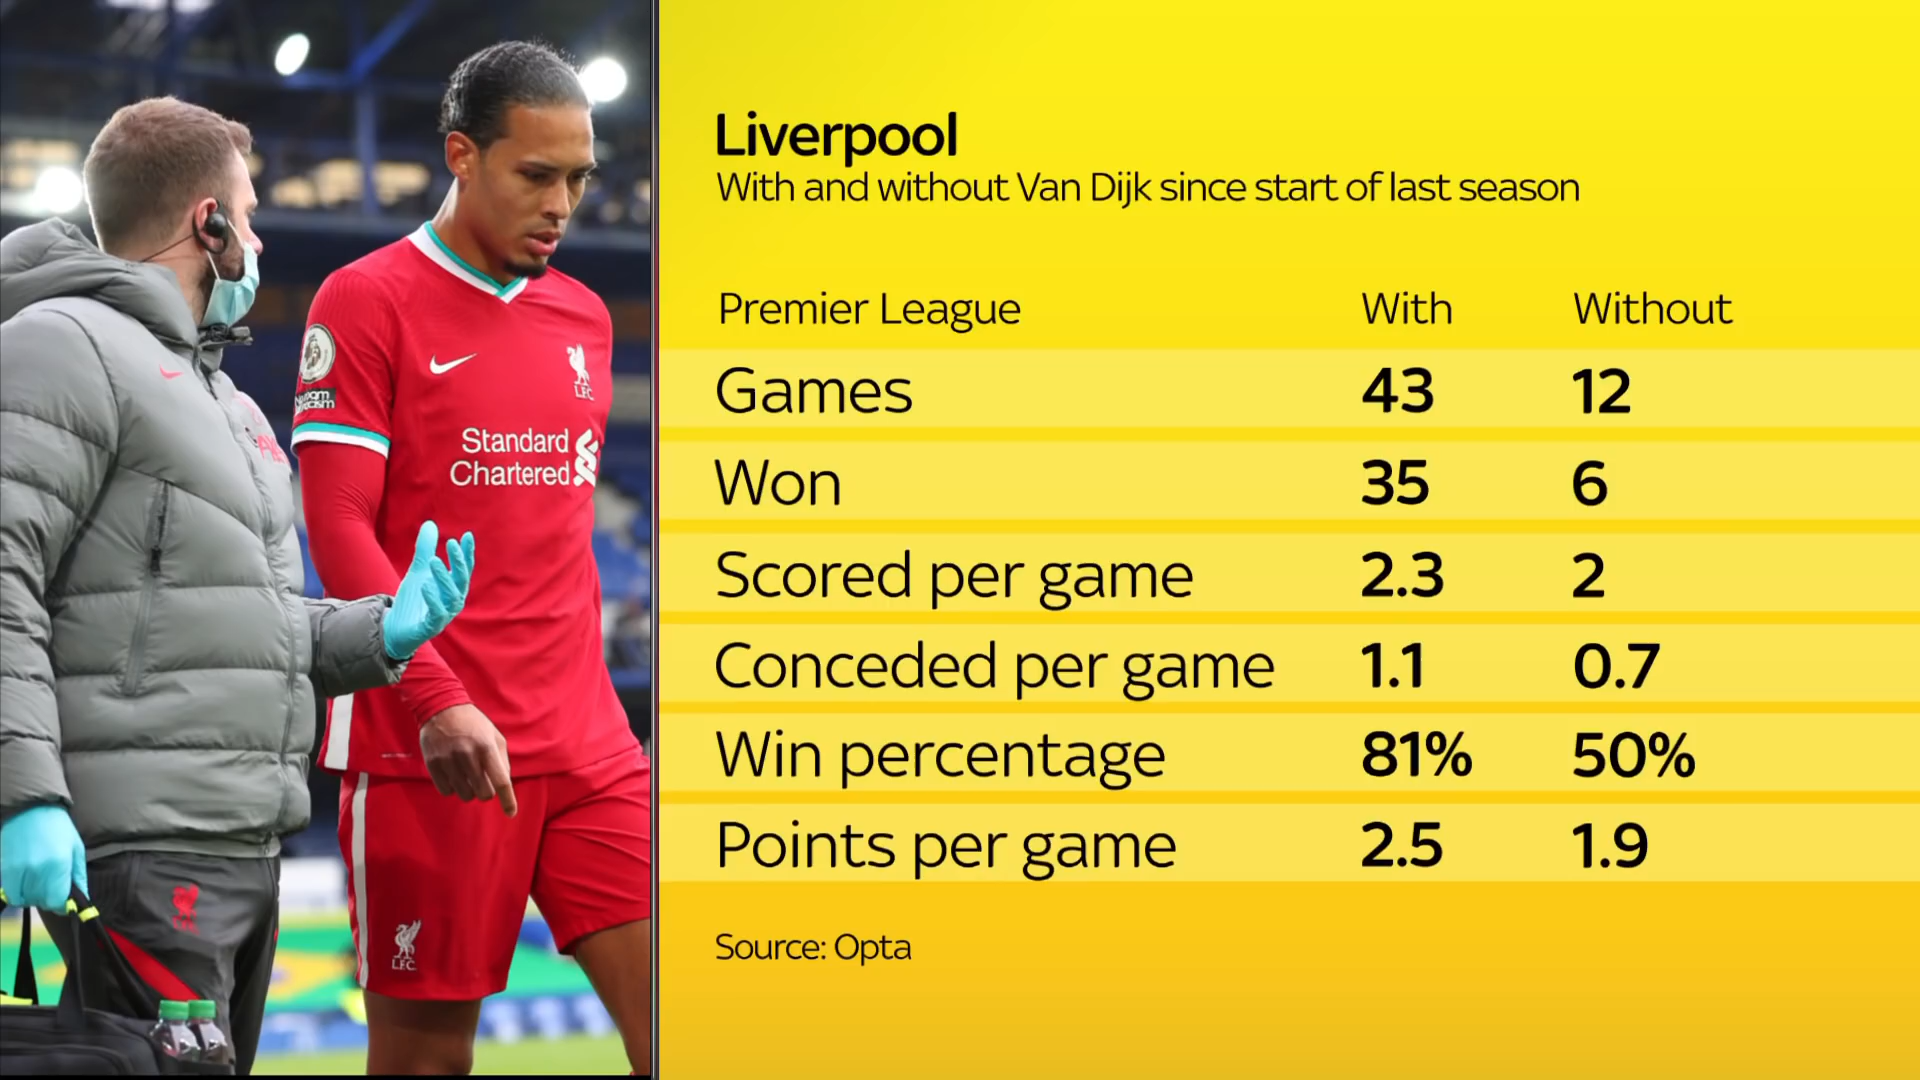 Liverpool
With and without Van Dijk since start of last season
Premier League With Without
Games 43 12
Won 35 6
Scored per game 2.3 2
Conceded per game 1.1 0.7
Win percentage 81% 50%
Points per game 2.5 1.9
Source: Opta
Standard
Chartered
L.F.C.
L.F.C.